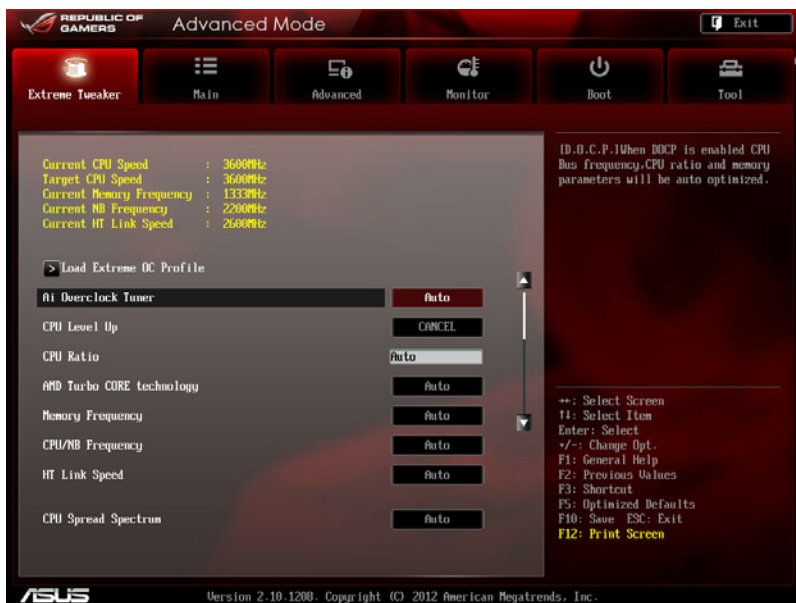 REPUBLIC OF
GAMERS
Advanced Mode
Exit
Extreme Tweaker
Main
Advanced
Monitor
Boot
Tool
Current CPU Speed : 3600MHz
Target CPU Speed : 3600MHz
Current Memory Frequency : 1333MHz
Current NB Frequency : 2200MHz
Current HT Link Speed : 2600MHz
> Load Extreme OC Profile
Ai Overclock Tuner Auto
CPU Level Up CANCEL
CPU Ratio Auto
AMD Turbo CORE technology Auto
Memory Frequency Auto
CPU/NB Frequency Auto
HT Link Speed Auto
CPU Spread Spectrum Auto
[D.O.C.P.]When DOCP is enabled CPU
Bus frequency,CPU ratio and memory
parameters will be auto optimized.
→←: Select Screen
↑↓: Select Item
Enter: Select
+/-: Change Opt.
F1: General Help
F2: Previous Values
F3: Shortcut
F5: Optimized Defaults
F10: Save ESC: Exit
F12: Print Screen
ASUS
Version 2.10.1208. Copyright (C) 2012 American Megatrends, Inc.